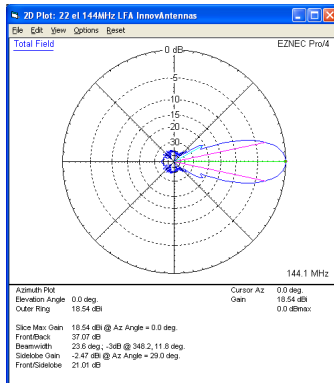 2D Plot: 22 el 144MHz LFA InnovAntennas
File Edit View Options Reset
Total Field
EZNEC Pro/4
0 dB
-5
-10
-15
-20
-30
144.1 MHz
Azimuth Plot
Elevation Angle 0.0 deg.
Outer Ring 18.54 dBi
Cursor Az 0.0 deg.
Gain 18.54 dBi
0.0 dBmax
Slice Max Gain 18.54 dBi @ Az Angle = 0.0 deg.
Front/Back 37.07 dB
Beamwidth 23.6 deg.; -3dB @ 348.2, 11.8 deg.
Sidelobe Gain -2.47 dBi @ Az Angle = 29.0 deg.
Front/Sidelobe 21.01 dB